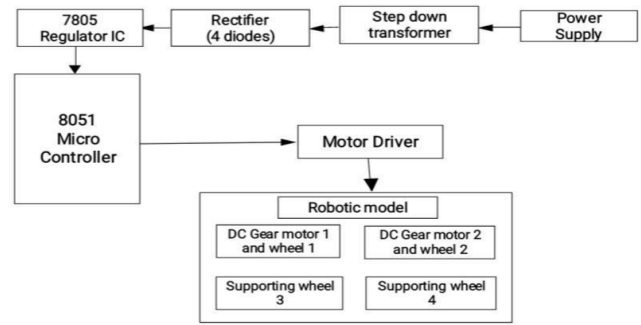 7805
Regulator IC
Rectifier
(4 diodes)
Step down
transformer
Power
Supply
8051
Micro
Controller
Motor Driver
Robotic model
DC Gear motor 1
and wheel 1
DC Gear motor 2
and wheel 2
Supporting wheel
3
Supporting wheel
4